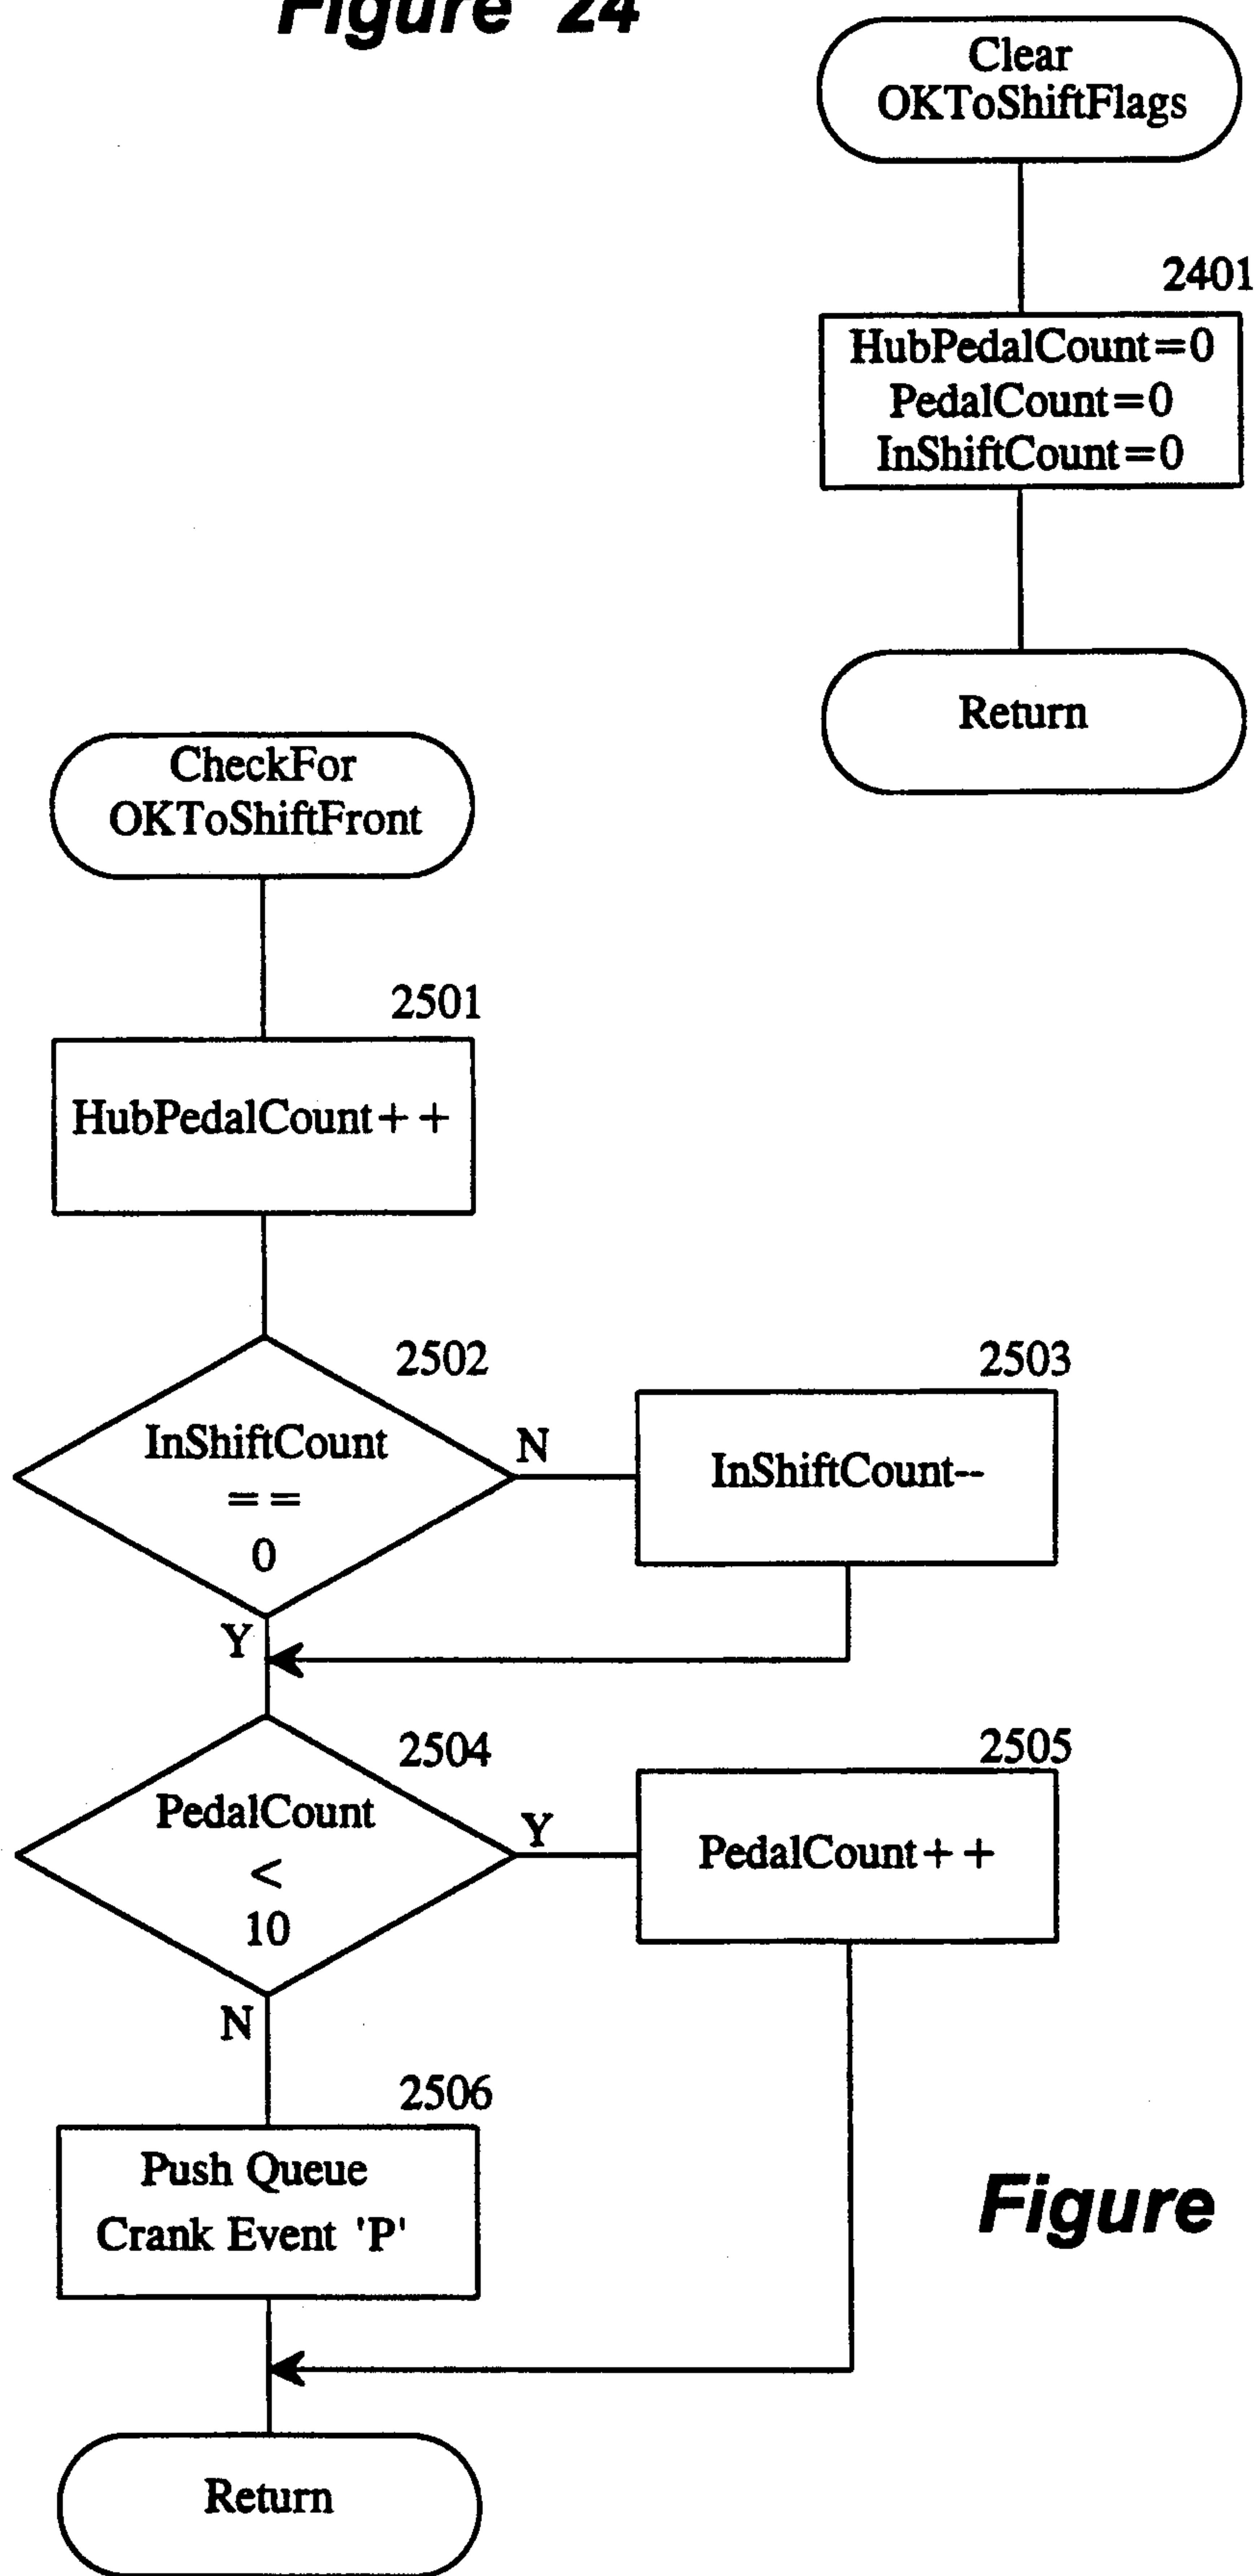 Figure 24
Clear
OKToShiftFlags
2401
HubPedalCount=0
PedalCount=0
InShiftCount=0
Return
CheckFor
OKToShiftFront
2501
HubPedalCount++
2502
InShiftCount
==
0
N
Y
2503
InShiftCount--
2504
PedalCount
<
10
Y
N
2505
PedalCount++
2506
Push Queue
Crank Event 'P'
Figure
Return